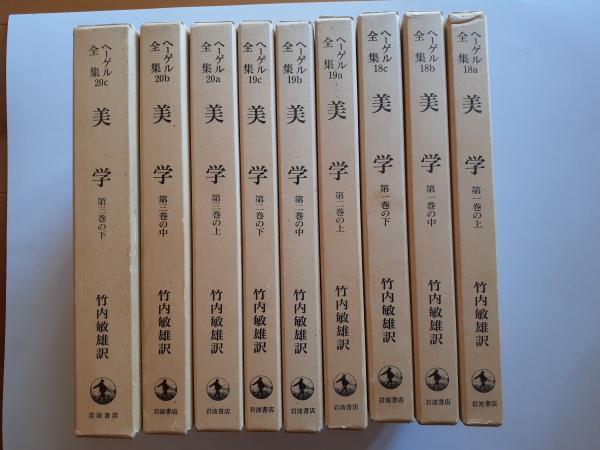 ヘーゲル
全集
18a
美学
第一巻の上
竹内敏雄訳
岩波書店
ヘーゲル
全集
18b
美学
第一巻の中
竹内敏雄訳
岩波書店
ヘーゲル
全集
18c
美学
第一巻の下
竹内敏雄訳
岩波書店
ヘーゲル
全集
19a
美学
第二巻の上
竹内敏雄訳
岩波書店
ヘーゲル
全集
19b
美学
第二巻の中
竹内敏雄訳
岩波書店
ヘーゲル
全集
19c
美学
第二巻の下
竹内敏雄訳
岩波書店
ヘーゲル
全集
20a
美学
第三巻の上
竹内敏雄訳
岩波書店
ヘーゲル
全集
20b
美学
第三巻の中
竹内敏雄訳
岩波書店
ヘーゲル
全集
20c
美学
第三巻の下
竹内敏雄訳
岩波書店